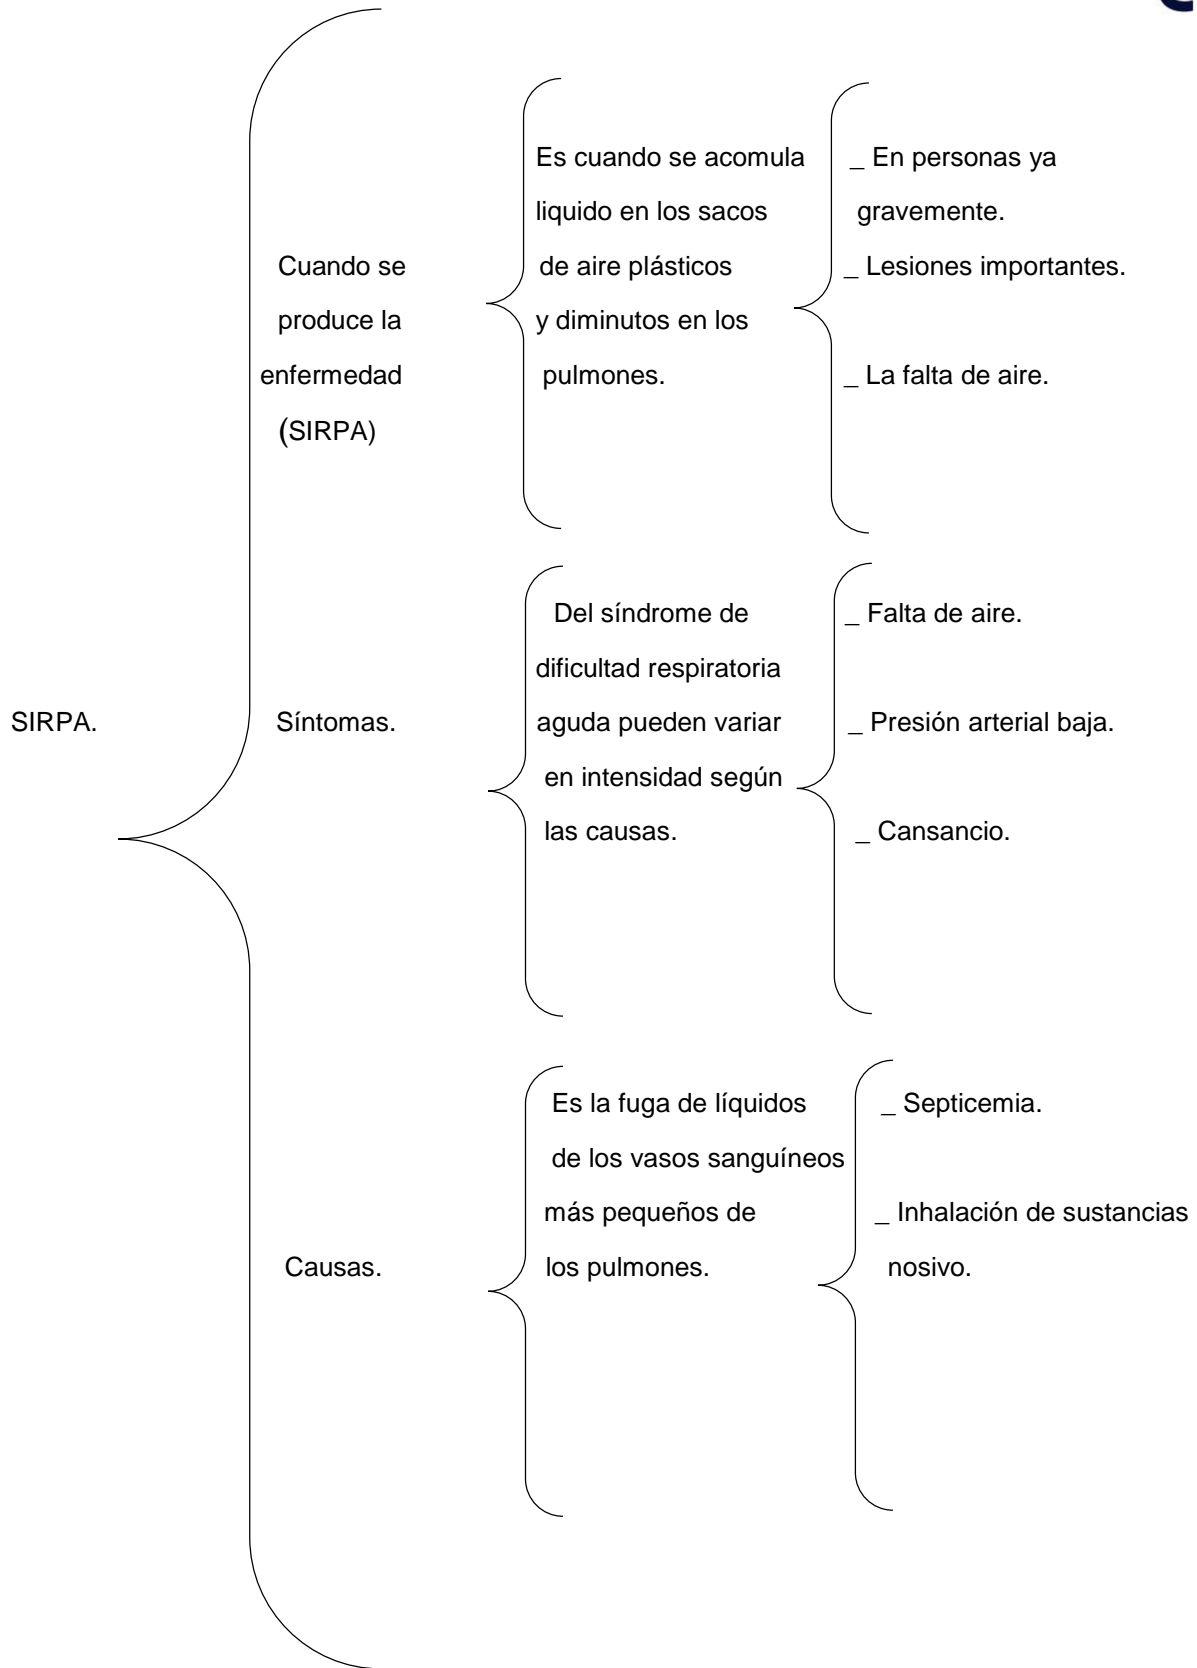 SIRPA.
Cuando se
produce la
enfermedad
(SIRPA)
Es cuando se acomula
liquido en los sacos
de aire plásticos
y diminutos en los
pulmones.
_ En personas ya
gravemente.
_ Lesiones importantes.
_ La falta de aire.
Síntomas.
Del síndrome de
dificultad respiratoria
aguda pueden variar
en intensidad según
las causas.
_ Falta de aire.
_ Presión arterial baja.
_ Cansancio.
Causas.
Es la fuga de líquidos
de los vasos sanguíneos
más pequeños de
los pulmones.
_ Septicemia.
_ Inhalación de sustancias
nosivo.